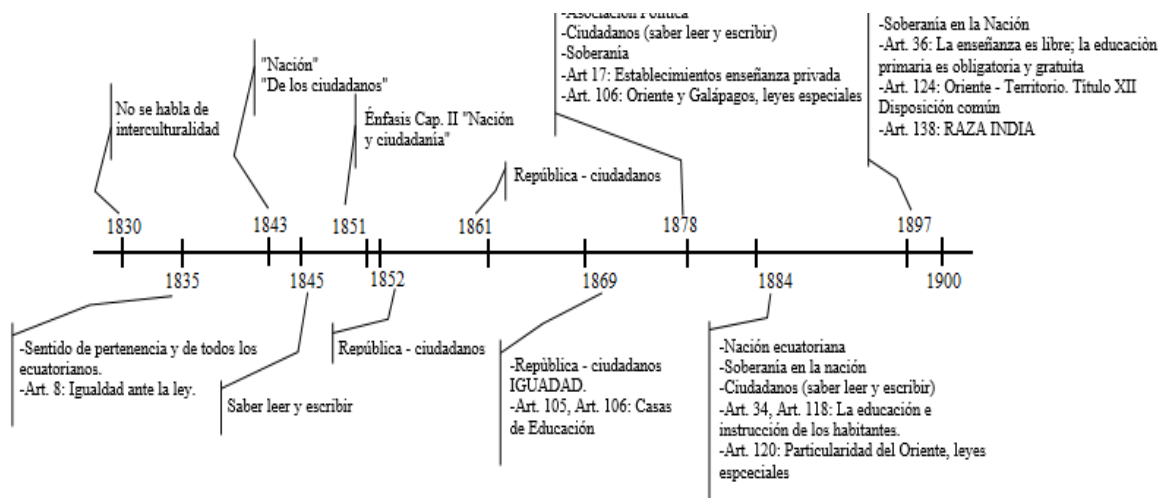 No se habla de
interculturalidad
"Nación"
"De los ciudadanos"
Énfasis Cap. II "Nación
y ciudadanía"
República - ciudadanos
-Asociación Política
-Ciudadanos (saber leer y escribir)
-Soberanía
-Art 17: Establecimientos enseñanza privada
-Art. 106: Oriente y Galápagos, leyes especiales
-Soberanía en la Nación
-Art. 36: La enseñanza es libre; la educaciòn
primaria es obligatoria y gratuita
-Art. 124: Oriente - Territorio. Titulo XII
Disposición común
-Art. 138: RAZA INDIA
1830
1843
1851
1861
1878
1897
1835
1845
1852
1869
1884
1900
-Sentido de pertenencia y de todos los
ecuatorianos.
-Art. 8: Igualdad ante la ley.
Saber leer y escribir
República - ciudadanos
-Repùblica - ciudadanos
IGUADAD.
-Art. 105, Art. 106: Casas
de Educación
-Nación ecuatoriana
-Soberanía en la nación
-Ciudadanos (saber leer y escribir)
-Art. 34, Art. 118: La educación e
instrucción de los habitantes.
-Art. 120: Particularidad del Oriente, leyes
espceciales